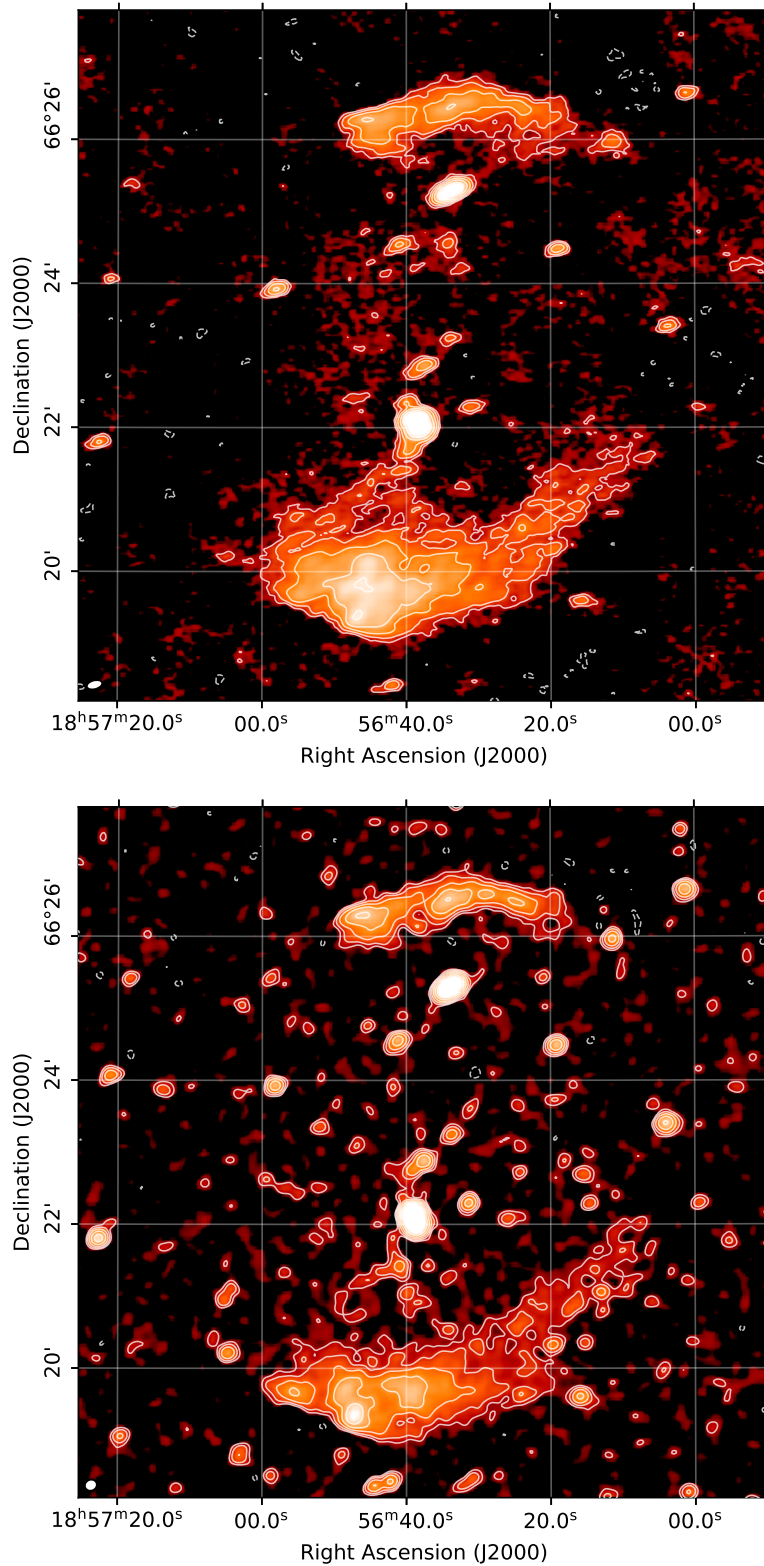 66°26'
24'
22'
20'
Declination (J2000)
18ʰ57ᵐ20.0ˢ 00.0ˢ 56ᵐ40.0ˢ 20.0ˢ 00.0ˢ
Right Ascension (J2000)
66°26'
24'
22'
20'
Declination (J2000)
18ʰ57ᵐ20.0ˢ 00.0ˢ 56ᵐ40.0ˢ 20.0ˢ 00.0ˢ
Right Ascension (J2000)